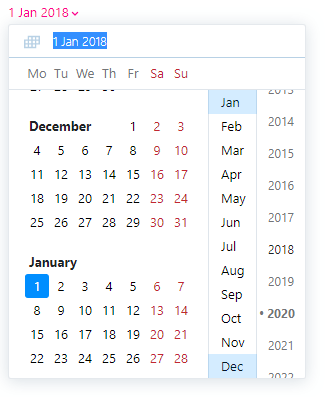 1 Jan 2018
1 Jan 2018
Mo Tu We Th Fr Sa Su
December 1 2 3
4 5 6 7 8 9 10
11 12 13 14 15 16 17
18 19 20 21 22 23 24
25 26 27 28 29 30 31
January
1 2 3 4 5 6 7
8 9 10 11 12 13 14
15 16 17 18 19 20 21
22 23 24 25 26 27 28
Jan
Feb
Mar
Apr
May
Jun
Jul
Aug
Sep
Oct
Nov
Dec
2014
2015
2016
2017
2018
2019
• 2020
2021